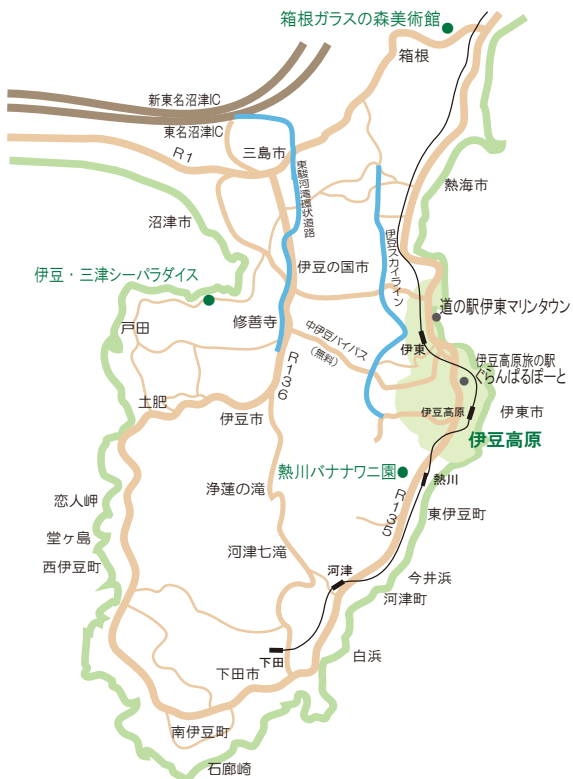 箱根ガラスの森美術館
箱根
新東名沼津IC
東名沼津IC
R1
三島市
東駿河湾環状道路
熱海市
沼津市
伊豆スカイライン
伊豆の国市
伊豆・三津シーパラダイス
道の駅伊東マリンタウン
戸田
修善寺
中伊豆バイパス
(無料)
伊東
伊豆高原旅の駅
ぐらんぱるぽーと
R136
土肥
伊豆市
伊豆高原
伊東市
伊豆高原
浄蓮の滝
熱川バナナワニ園
熱川
恋人岬
R135
東伊豆町
堂ヶ島
西伊豆町
河津七滝
河津
今井浜
河津町
白浜
下田
下田市
南伊豆町
石廊崎